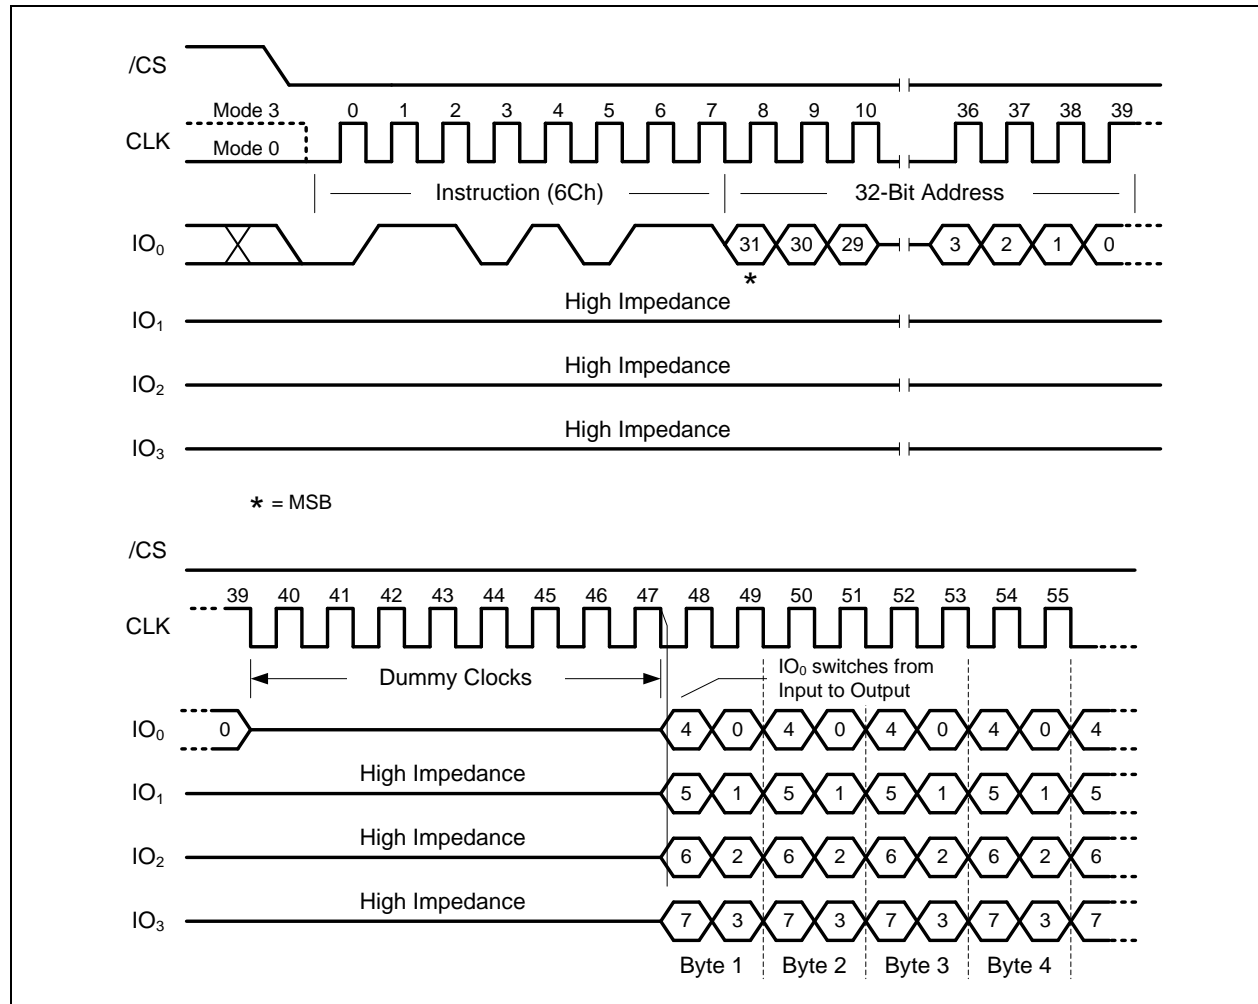 /CS
Mode 3 0 1 2 3 4 5 6 7 8 9 10 36 37 38 39
CLK
Mode 0
Instruction (6Ch) 32-Bit Address
IO0 31 30 29 3 2 1 0
*
High Impedance
IO1
High Impedance
IO2
High Impedance
IO3
* = MSB
/CS
39 40 41 42 43 44 45 46 47 48 49 50 51 52 53 54 55
CLK
Dummy Clocks
IO0 switches from
Input to Output
IO0 0 4 0 4 0 4 0 4 0 4
High Impedance
IO1 5 1 5 1 5 1 5 1 5
High Impedance
IO2 6 2 6 2 6 2 6 2 6
High Impedance
IO3 7 3 7 3 7 3 7 3 7
Byte 1 Byte 2 Byte 3 Byte 4